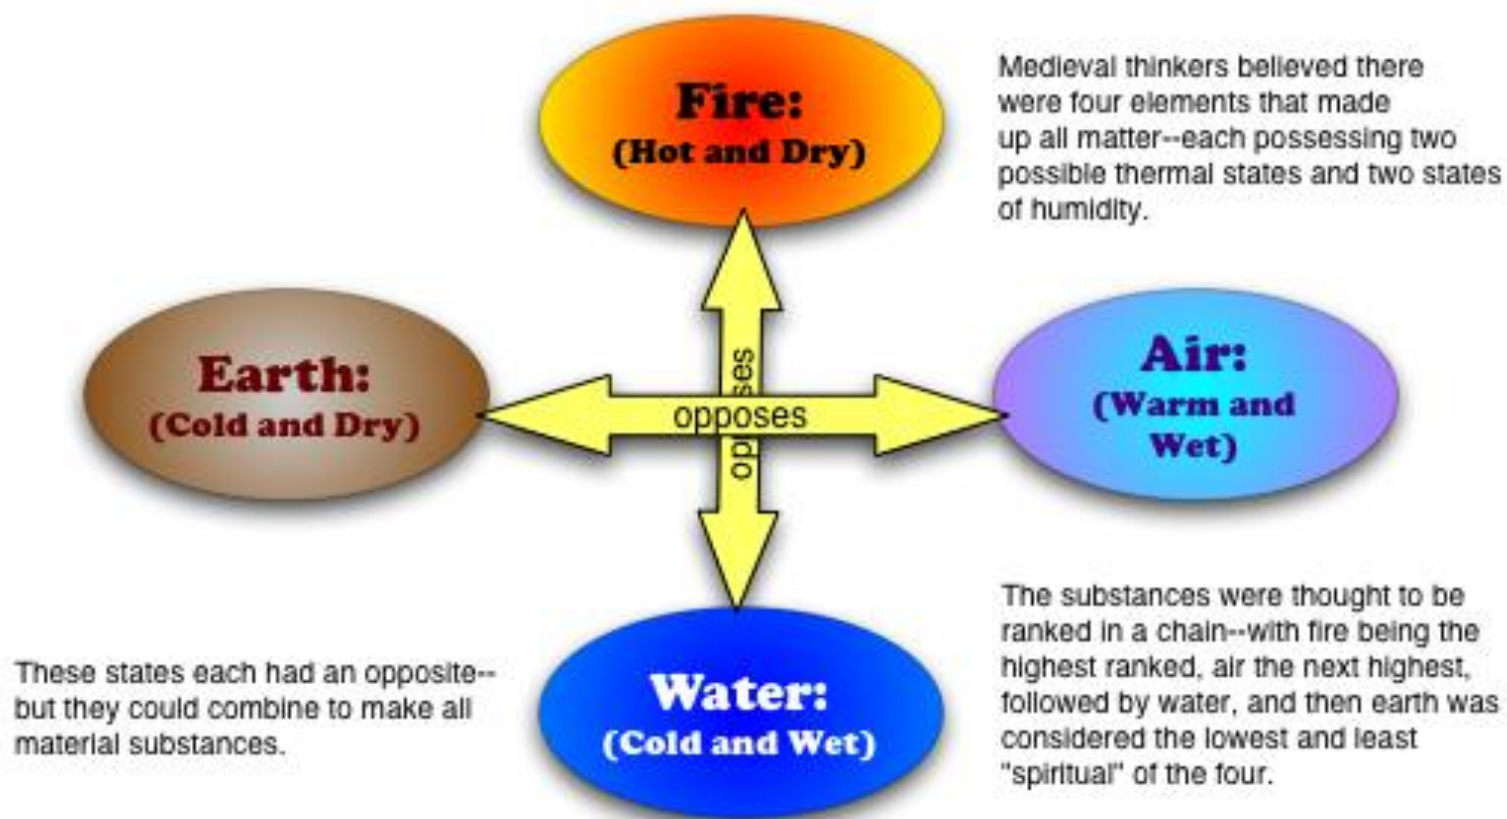 Fire:
(Hot and Dry)
Medieval thinkers believed there
were four elements that made
up all matter--each possessing two
possible thermal states and two states
of humidity.
Earth:
(Cold and Dry)
opposes
opposes
Air:
(Warm and
Wet)
These states each had an opposite--
but they could combine to make all
material substances.
Water:
(Cold and Wet)
The substances were thought to be
ranked in a chain--with fire being the
highest ranked, air the next highest,
followed by water, and then earth was
considered the lowest and least
"spiritual" of the four.